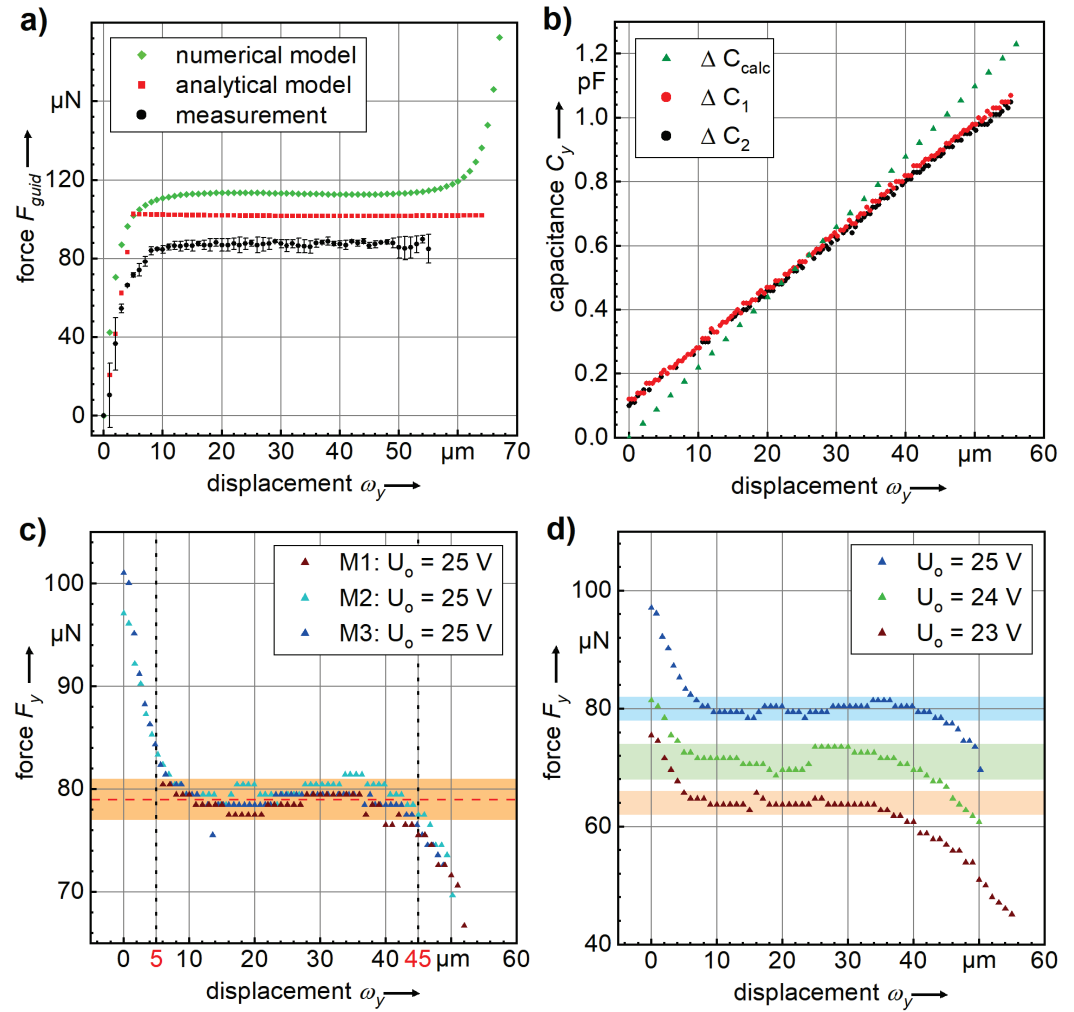 a)
numerical model
analytical model
measurement
µN
120
80
40
0
force F_guid
0 10 20 30 40 50 µm 70
displacement ω_y
b)
Δ C_calc
Δ C_1
Δ C_2
1,2
pF
1.0
0.8
0.6
0.4
0.2
0.0
capacitance C_y
0 10 20 30 40 µm 60
displacement ω_y
c)
M1: U_o = 25 V
M2: U_o = 25 V
M3: U_o = 25 V
100
µN
90
80
70
force F_y
0 5 10 20 30 40 45 µm 60
displacement ω_y
d)
U_o = 25 V
U_o = 24 V
U_o = 23 V
100
µN
80
60
40
force F_y
0 10 20 30 40 µm 60
displacement ω_y